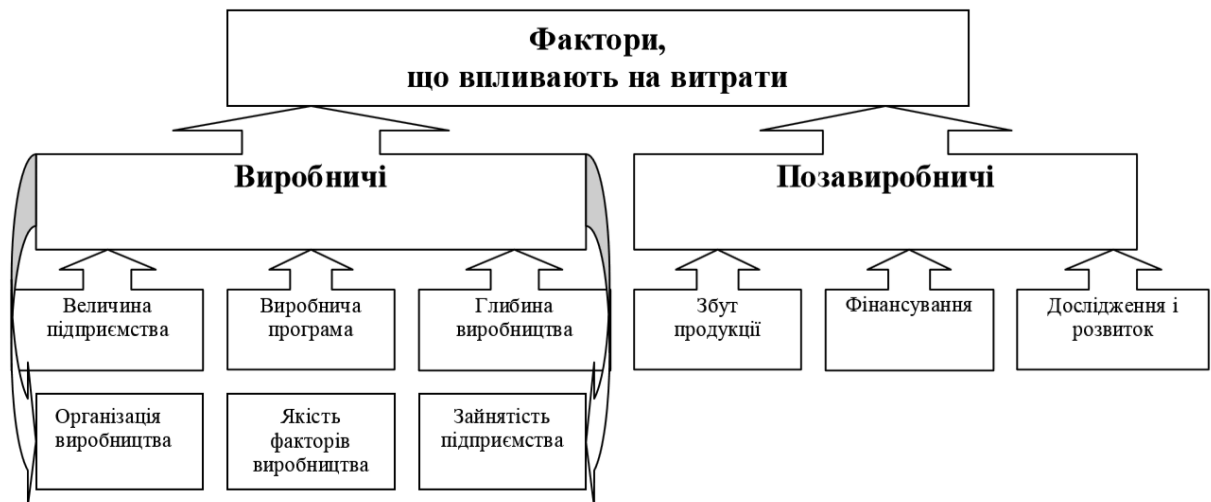 Фактори,
що впливають на витрати
Виробничі
Позавиробничі
Величина
підприємства
Виробнича
програма
Глибина
виробництва
Збут
продукції
Фінансування
Дослідження і
розвиток
Організація
виробництва
Якість
факторів
виробництва
Зайнятість
підприємства